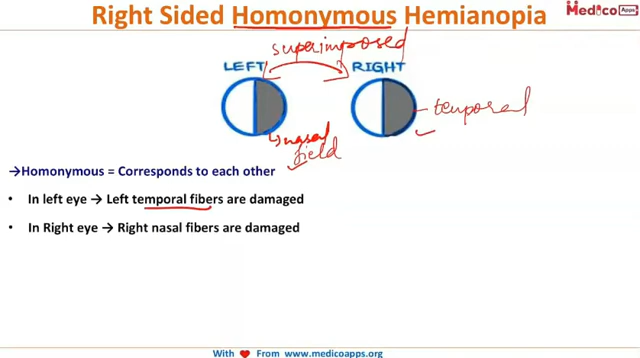 Right Sided Homonymous Hemianopia
Medico
Apps
superimposed
LEFT RIGHT
temporal
nasal
field
→Homonymous = Corresponds to each other
• In left eye → Left temporal fibers are damaged
• In Right eye → Right nasal fibers are damaged
With ❤ From www.medicoapps.org